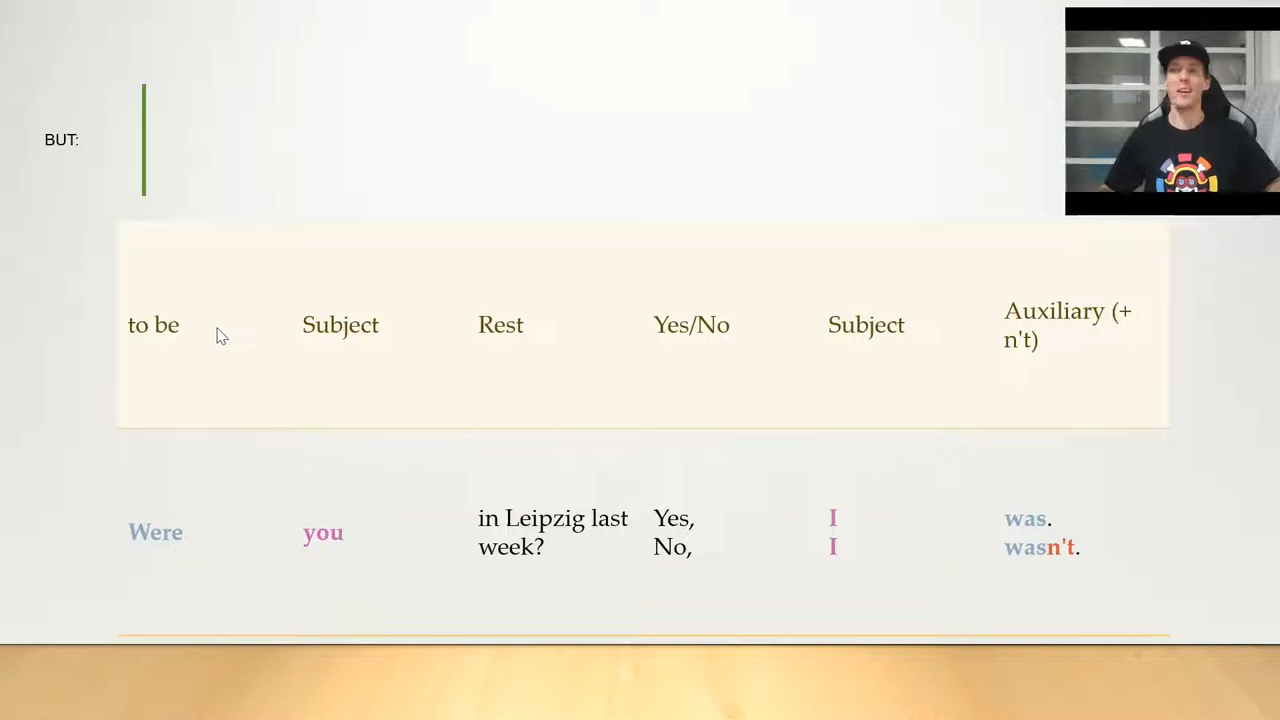 BUT:
to be
Subject
Rest
Yes/No
Subject
Auxiliary (+
n't)
Were
you
in Leipzig last
week?
Yes,
No,
I
I
was.
wasn't.